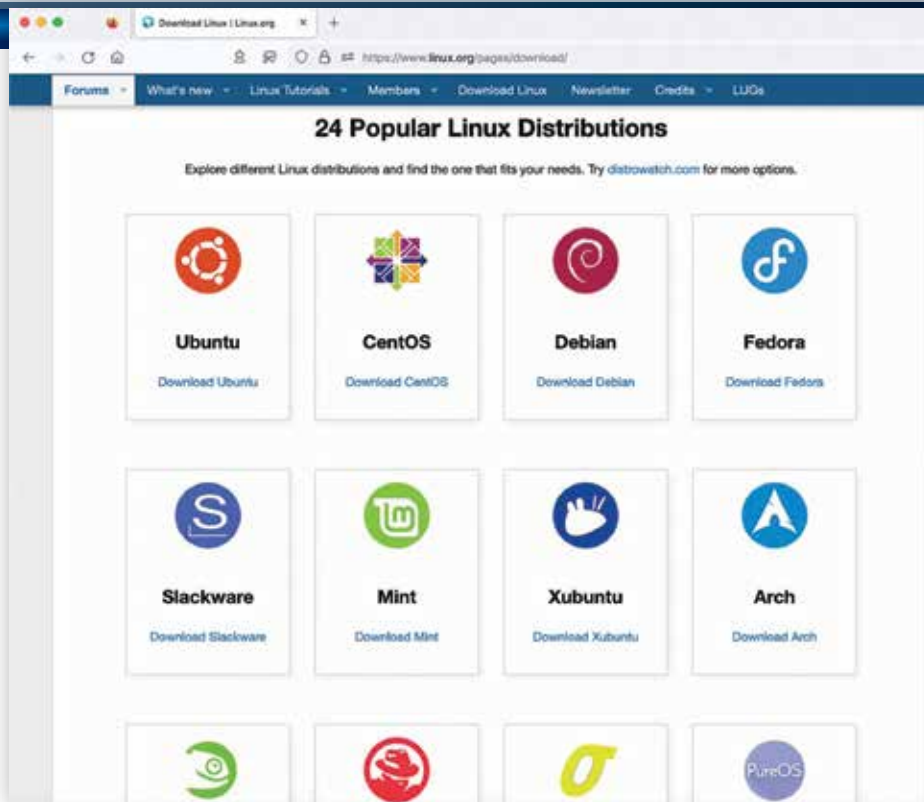 Download Linux | Linux.org
https://www.linux.org/pages/download/
Forums What's new Linux Tutorials Members Download Linux Newsletter Credits LUGs
24 Popular Linux Distributions
Explore different Linux distributions and find the one that fits your needs. Try distrowatch.com for more options.
Ubuntu CentOS Debian Fedora
Download Ubuntu Download CentOS Download Debian Download Fedora
Slackware Mint Xubuntu Arch
Download Slackware Download Mint Download Xubuntu Download Arch
PureOS